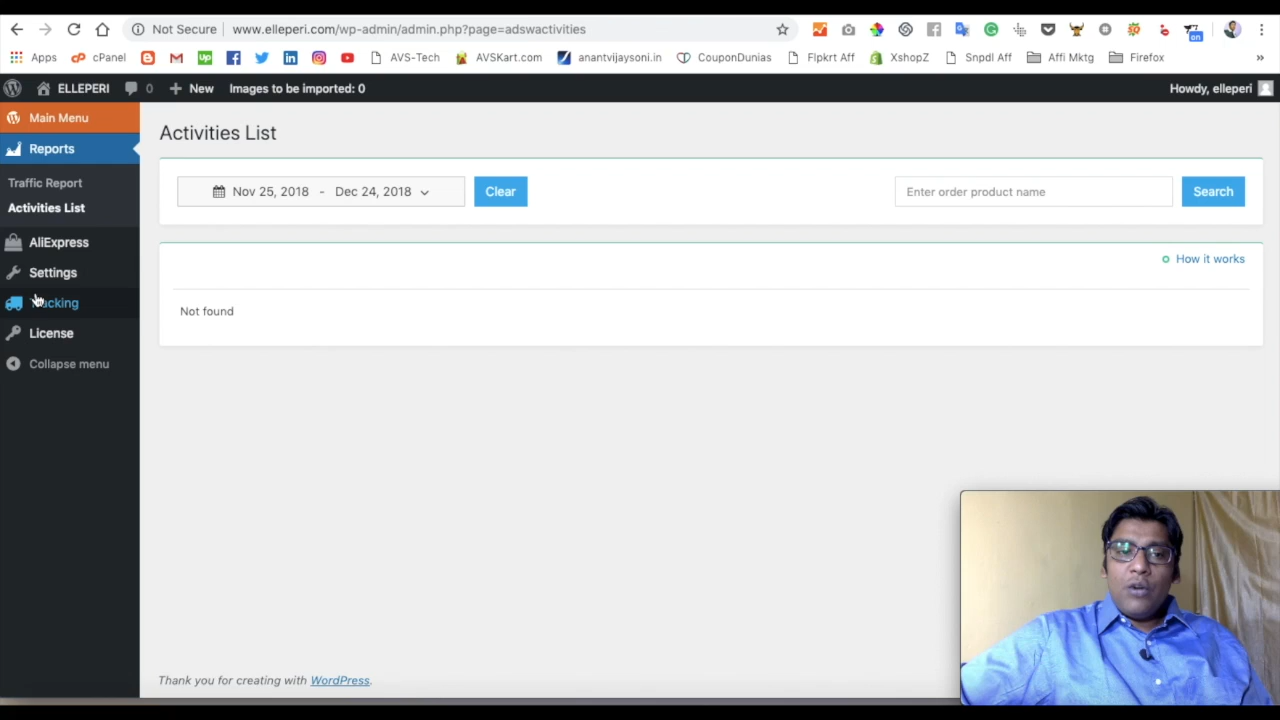 Not Secure www.elleperi.com/wp-admin/admin.php?page=adswactivities
on
Apps cPanel AVS-Tech AVSKart.com anantvijaysoni.in CouponDunias Flpkrt Aff XshopZ Snpdl Aff Affi Mktg Firefox »
ELLEPERI 0 New Images to be imported: 0 Howdy, elleperi
Main Menu
Reports
Traffic Report
Activities List
AliExpress
Settings
License
Collapse menu
Activities List
Nov 25, 2018 - Dec 24, 2018 Clear Enter order product name Search
How it works
Not found
Thank you for creating with WordPress.